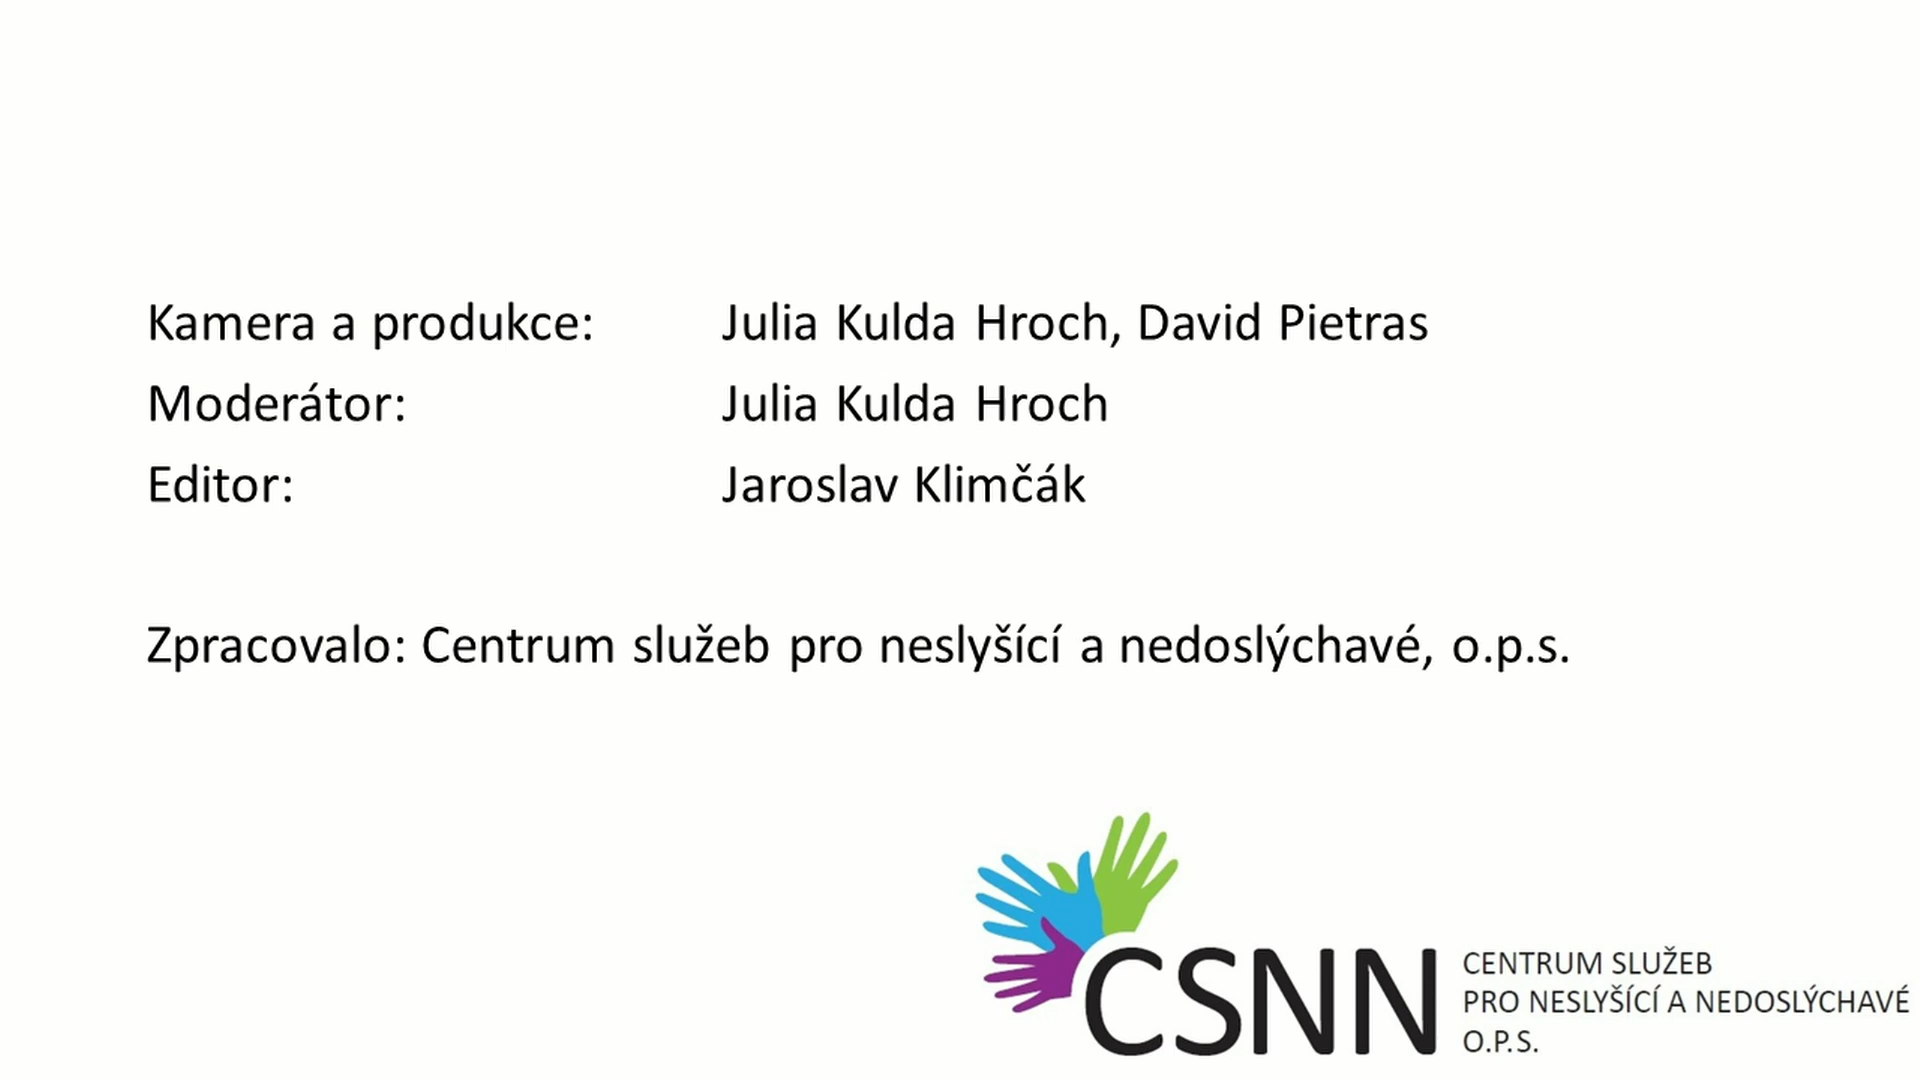 Kamera a produkce: Julia Kulda Hroch, David Pietras
Moderátor: Julia Kulda Hroch
Editor: Jaroslav Klimčák
Zpracovalo: Centrum služeb pro neslyšící a nedoslýchavé, o.p.s.
CSNN
CENTRUM SLUŽEB
PRO NESLYŠÍCÍ A NEDOSLÝCHAVÉ
O.P.S.